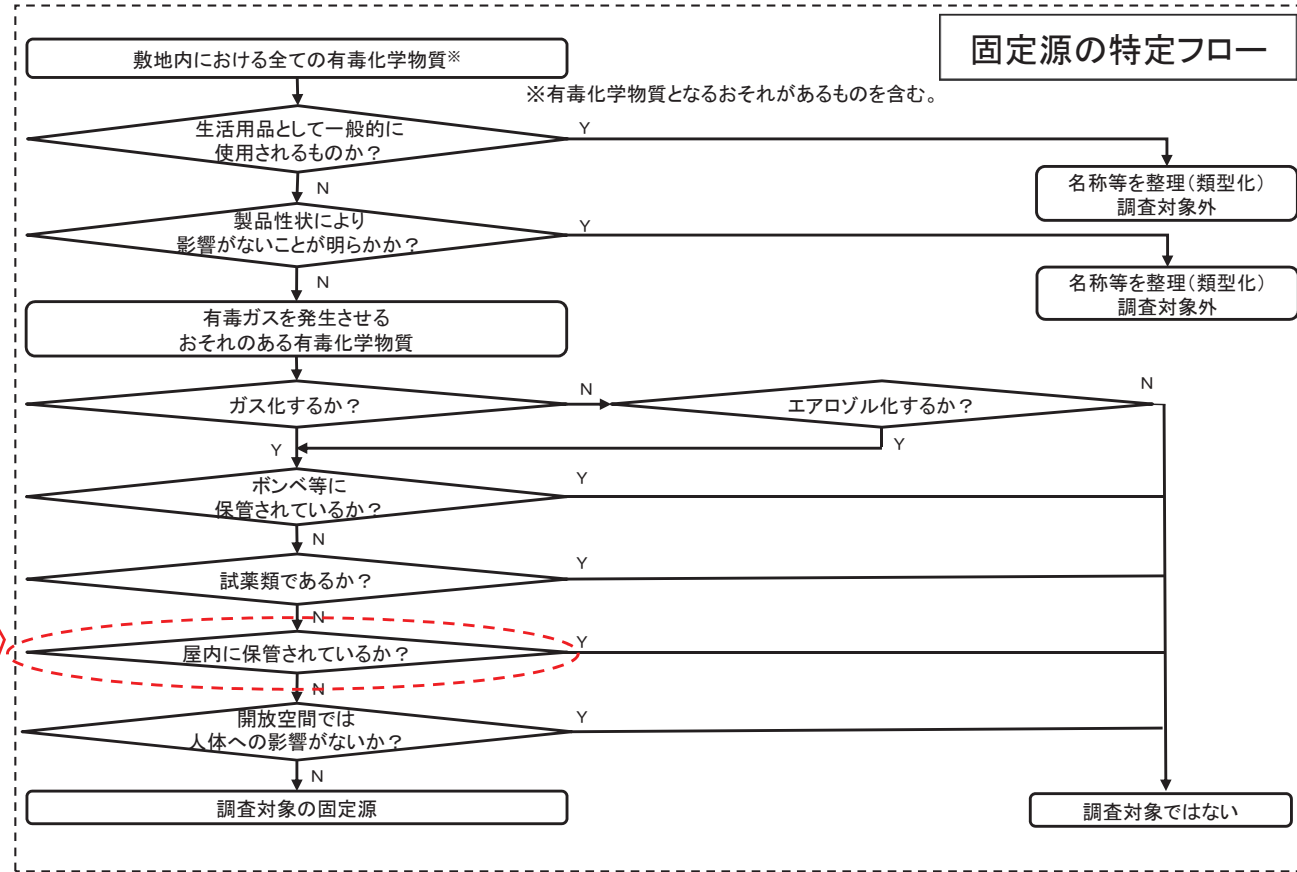 固定源の特定フロー
敷地内における全ての有毒化学物質※
※有毒化学物質となるおそれがあるものを含む。
生活用品として一般的に
使用されるものか？
Y
N
名称等を整理(類型化)
調査対象外
製品性状により
影響がないことが明らかか？
Y
N
名称等を整理(類型化)
調査対象外
有毒ガスを発生させる
おそれのある有毒化学物質
ガス化するか？
N
エアロゾル化するか？
N
Y
Y
ボンベ等に
保管されているか？
Y
N
試薬類であるか？
Y
N
屋内に保管されているか？
Y
N
開放空間では
人体への影響がないか？
Y
N
調査対象の固定源
調査対象ではない